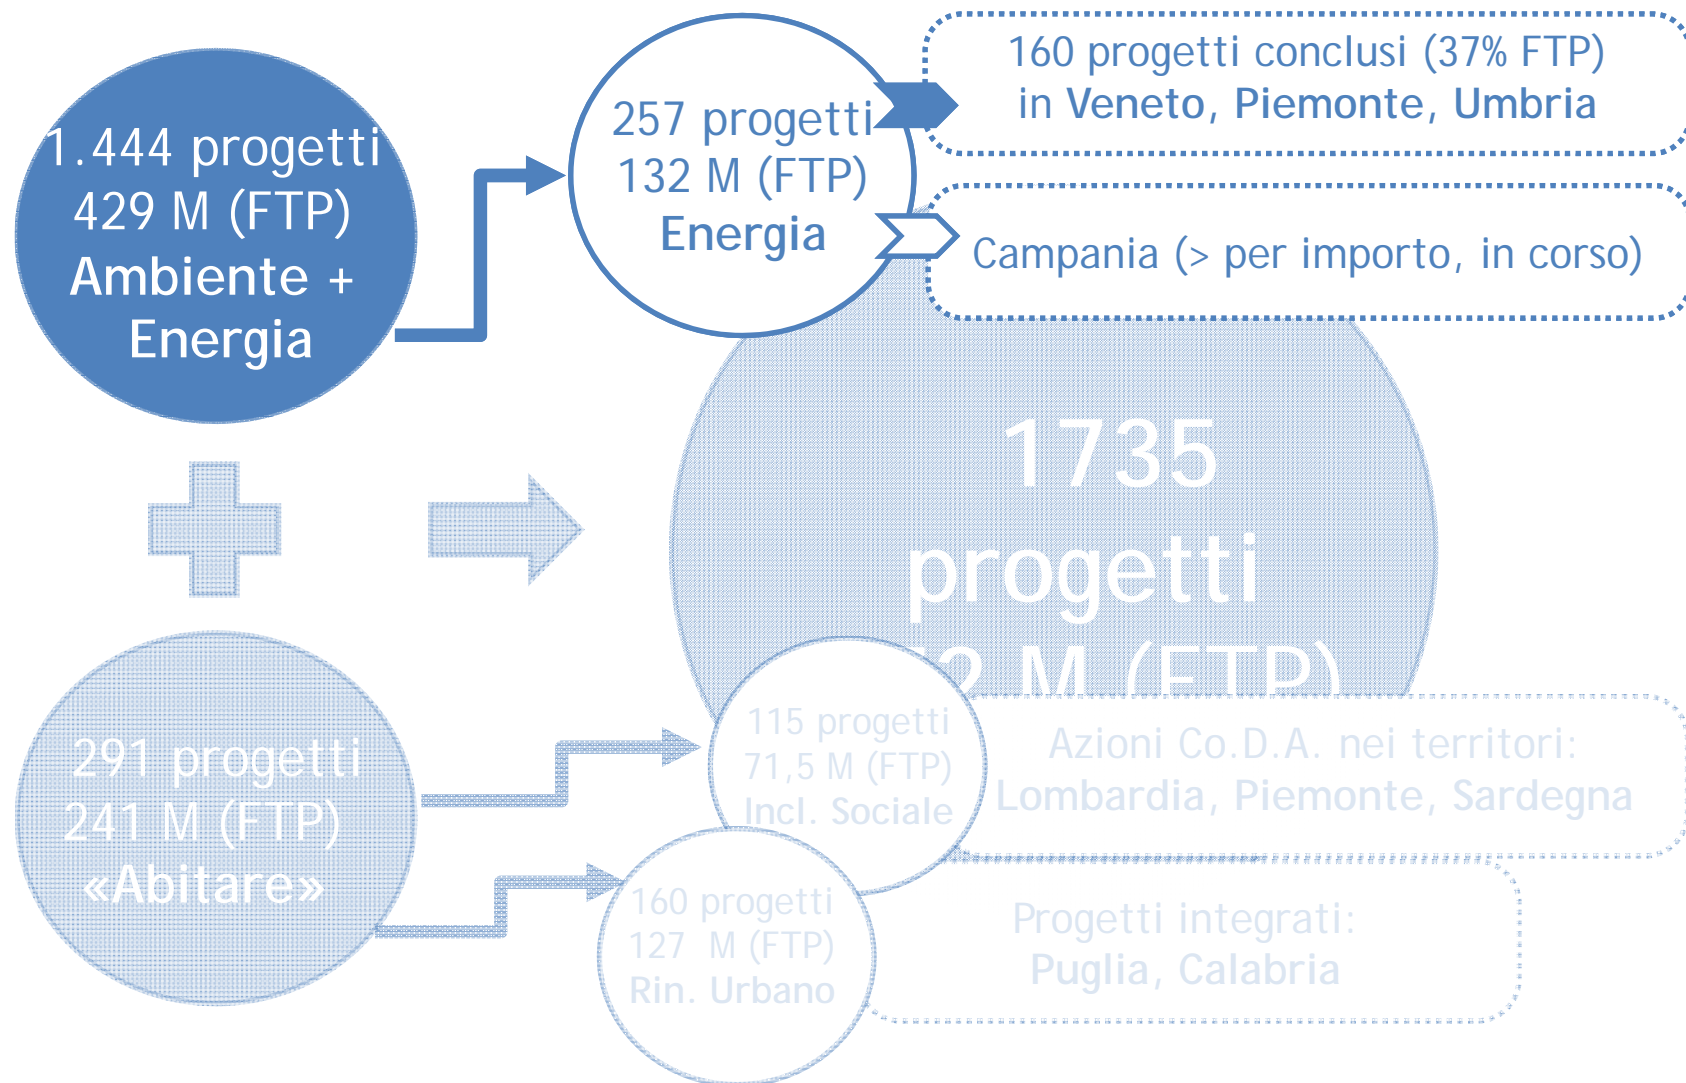 1.444 progetti
429 M (FTP)
Ambiente +
Energia
257 progetti
132 M (FTP)
Energia
160 progetti conclusi (37% FTP)
in Veneto, Piemonte, Umbria
Campania (> per importo, in corso)
1735
progetti
M (FTP)
291 progetti
241 M (FTP)
«Abitare»
115 progetti
71,5 M (FTP)
Incl. Sociale
Azioni Co.D.A. nei territori:
Lombardia, Piemonte, Sardegna
160 progetti
127 M (FTP)
Rin. Urbano
Progetti integrati:
Puglia, Calabria